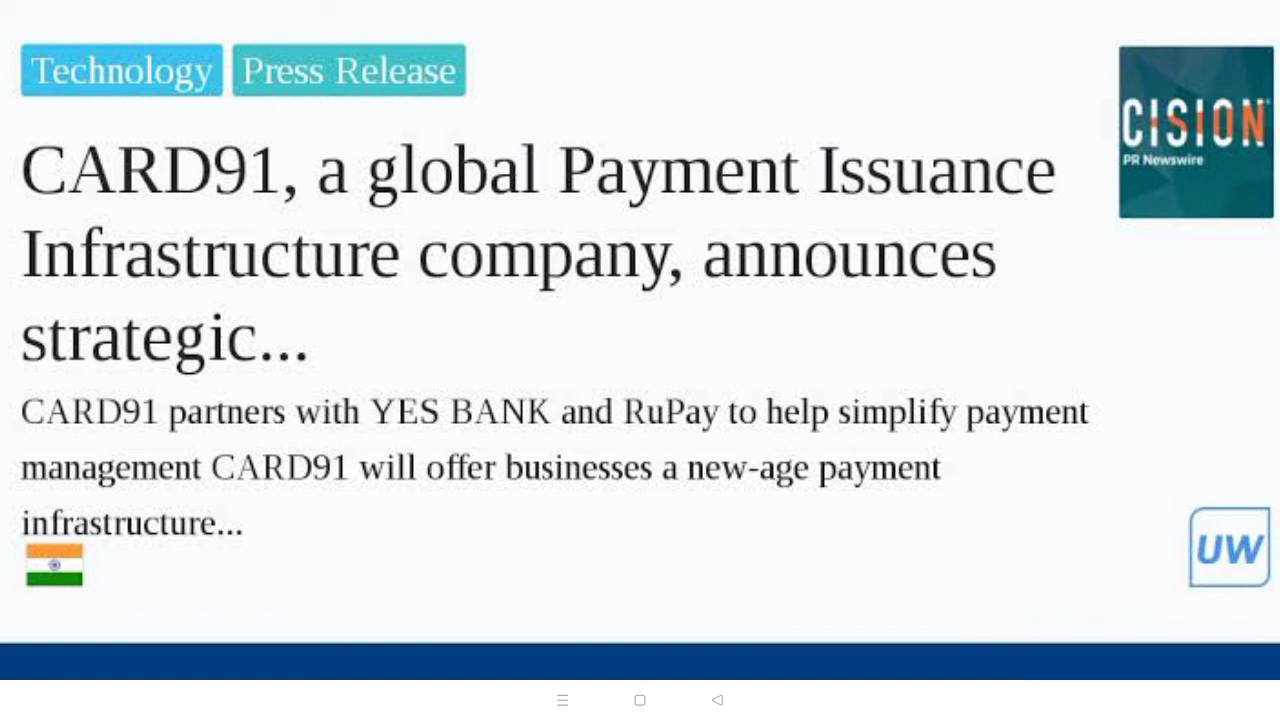 Technology Press Release
CISION
PR Newswire
CARD91, a global Payment Issuance
Infrastructure company, announces
strategic...
CARD91 partners with YES BANK and RuPay to help simplify payment
management CARD91 will offer businesses a new-age payment
infrastructure...
UW